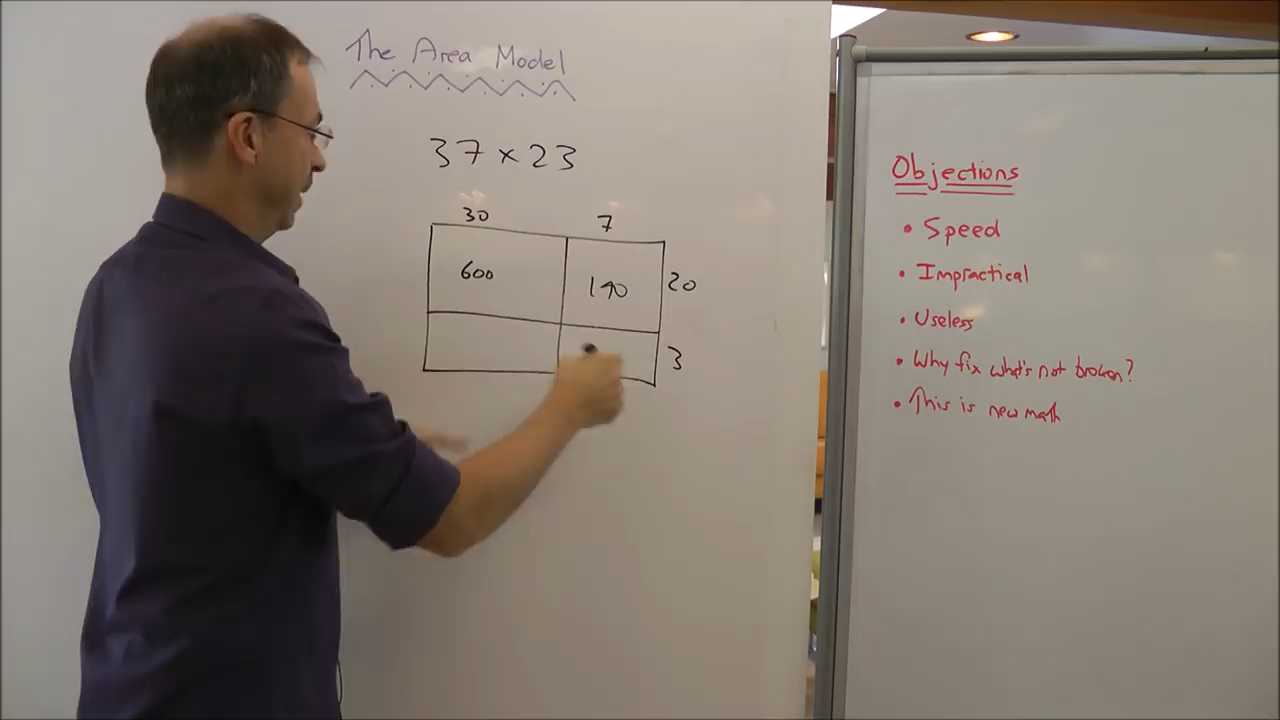 The Area Model
37 × 23
30 7
600 140 20
3
Objections
• Speed
• Impractical
• Useless
• Why fix what's not broken?
• This is new math